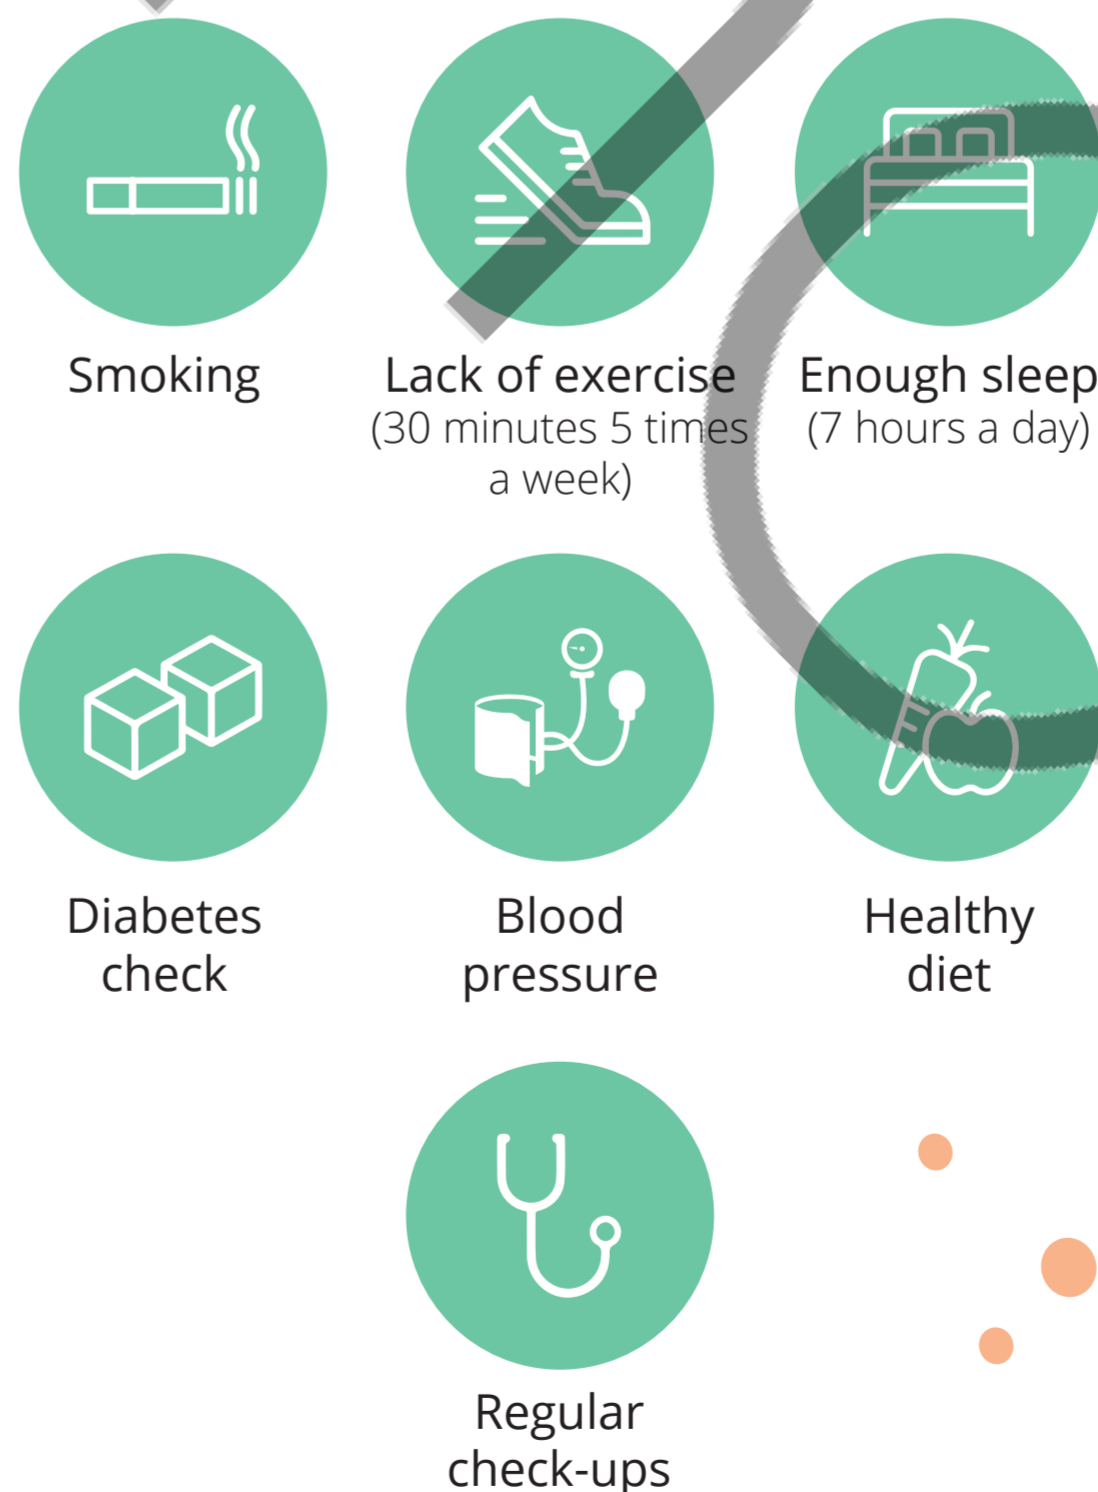 Smoking
Lack of exercise
(30 minutes 5 times
a week)
Enough sleep
(7 hours a day)
Diabetes
check
Blood
pressure
Healthy
diet
Regular
check-ups